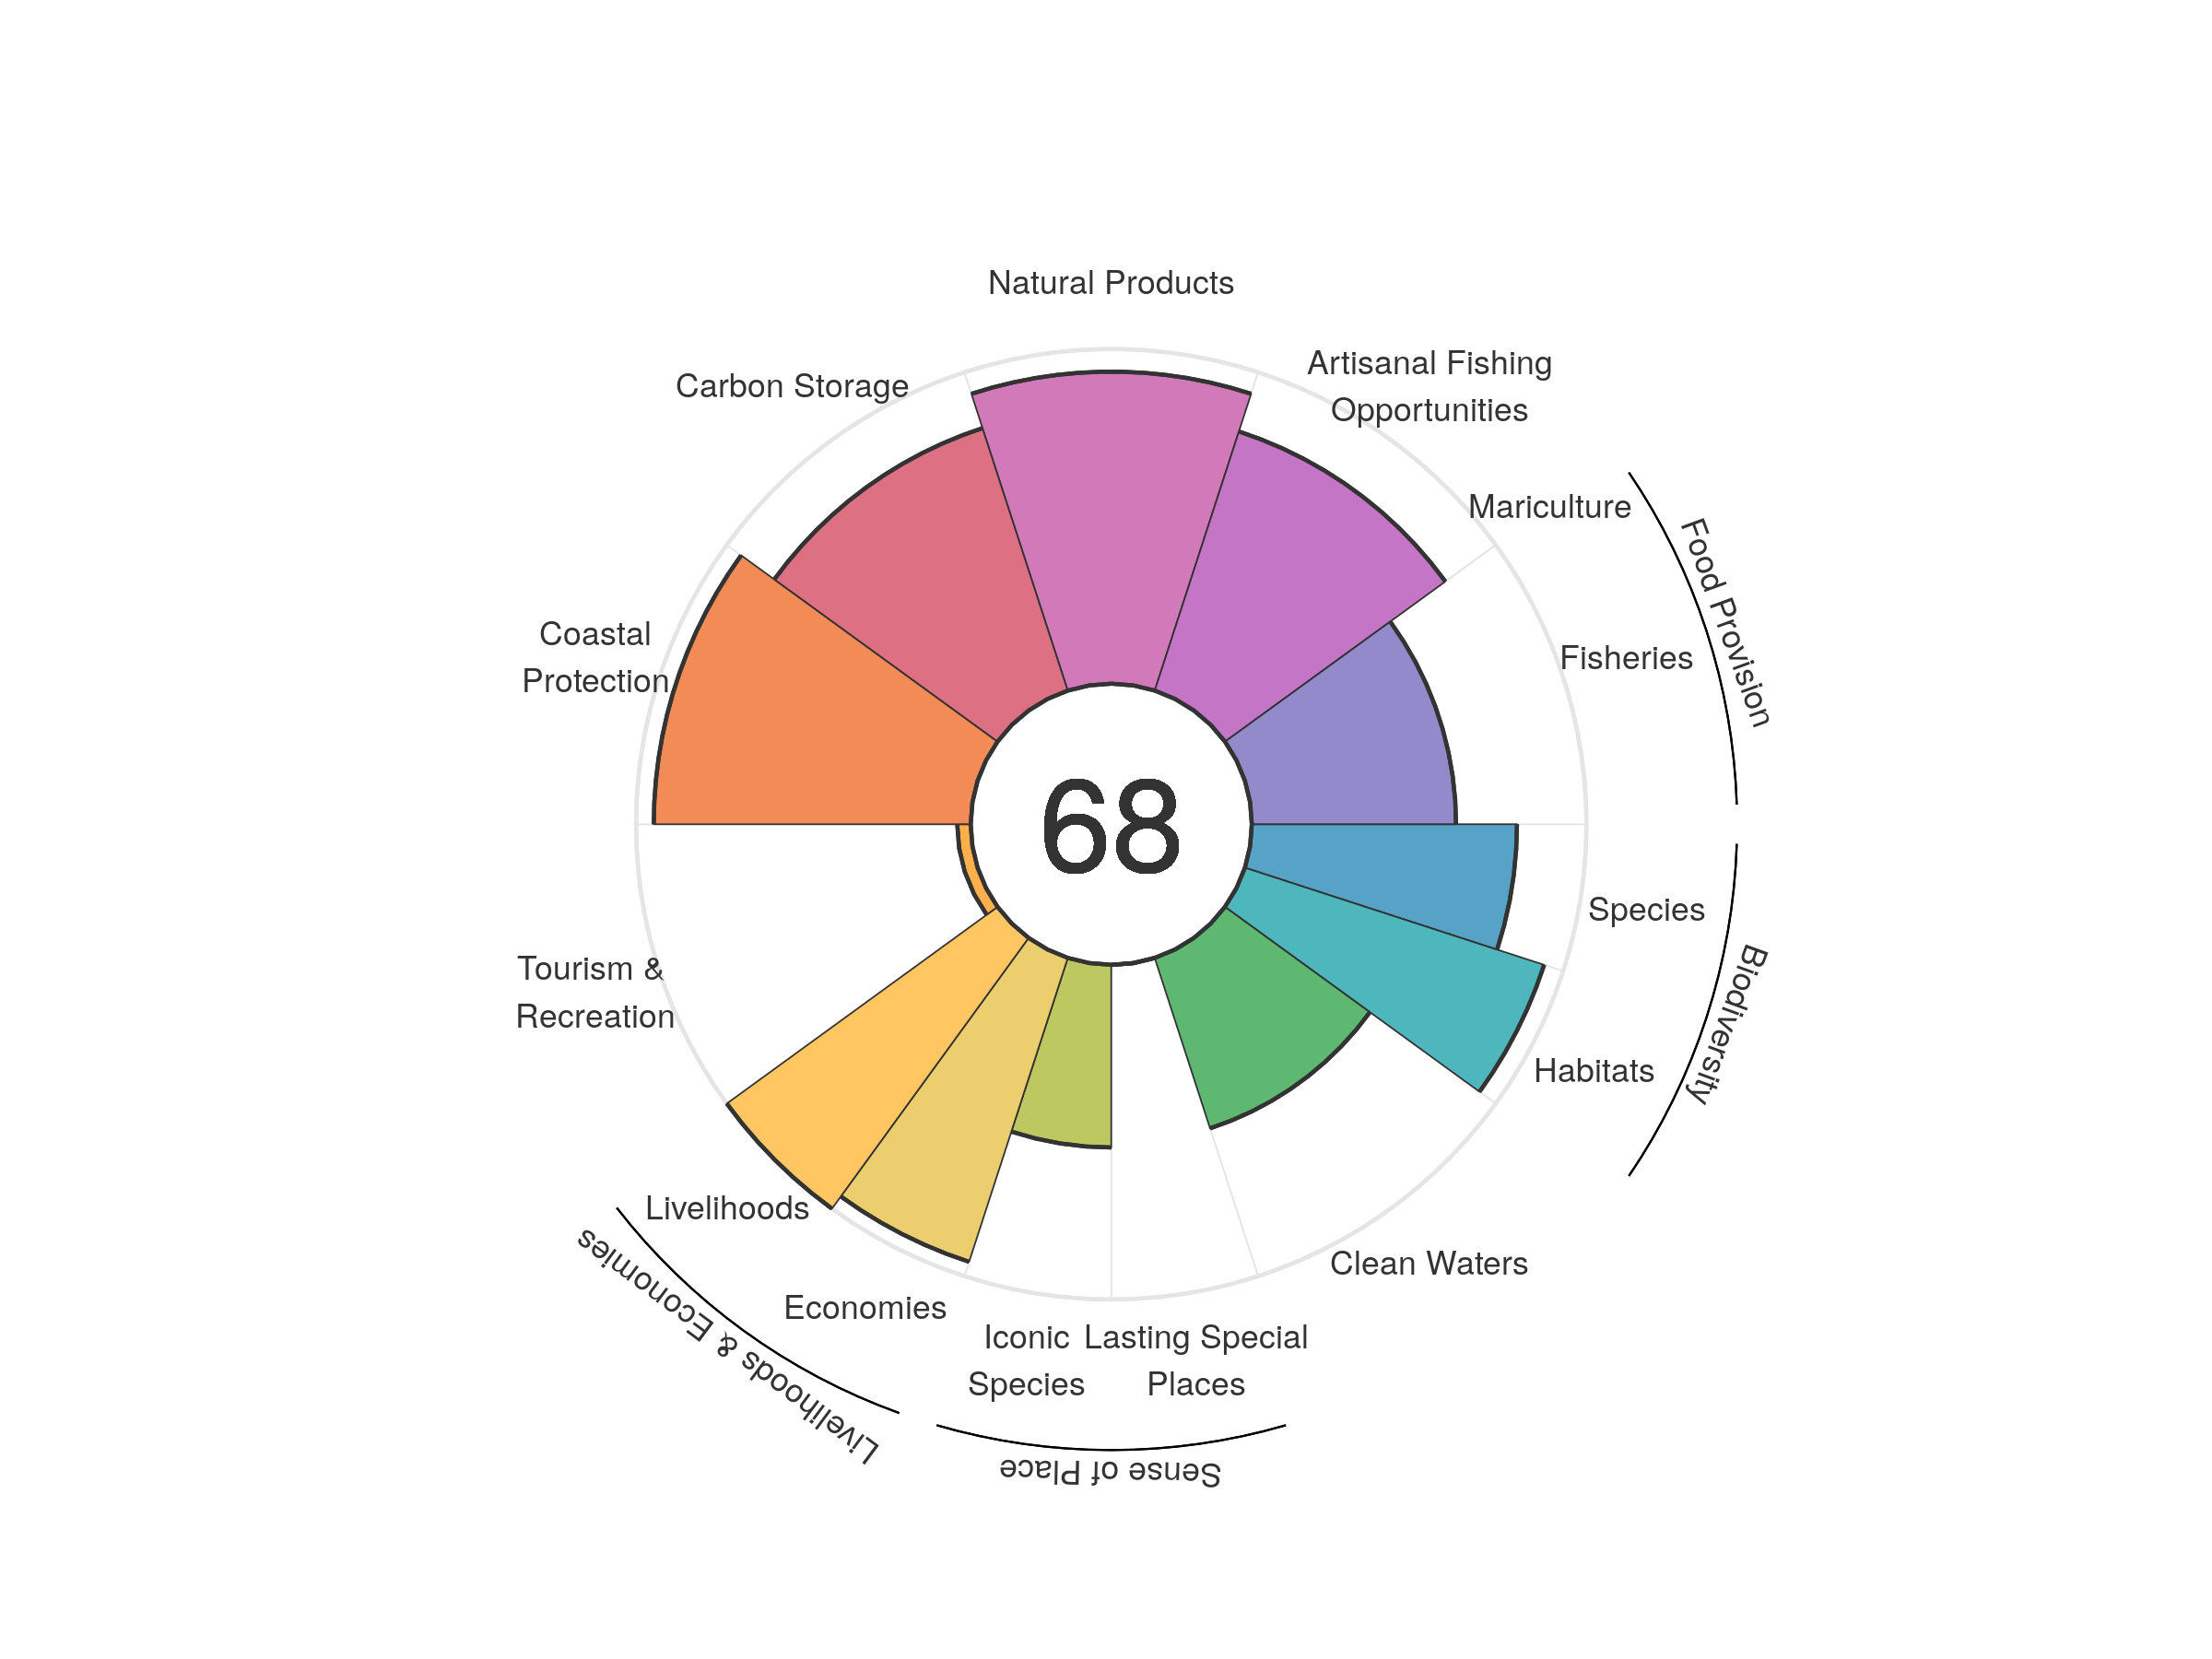 Natural Products
Artisanal Fishing
Opportunities
Carbon Storage
Mariculture
Food Provision
Coastal
Protection
Fisheries
68
Species
Biodiversity
Tourism &
Recreation
Habitats
Livelihoods
Clean Waters
Economies
Livelihoods & Economies
Iconic
Species
Lasting Special
Places
Sense of Place